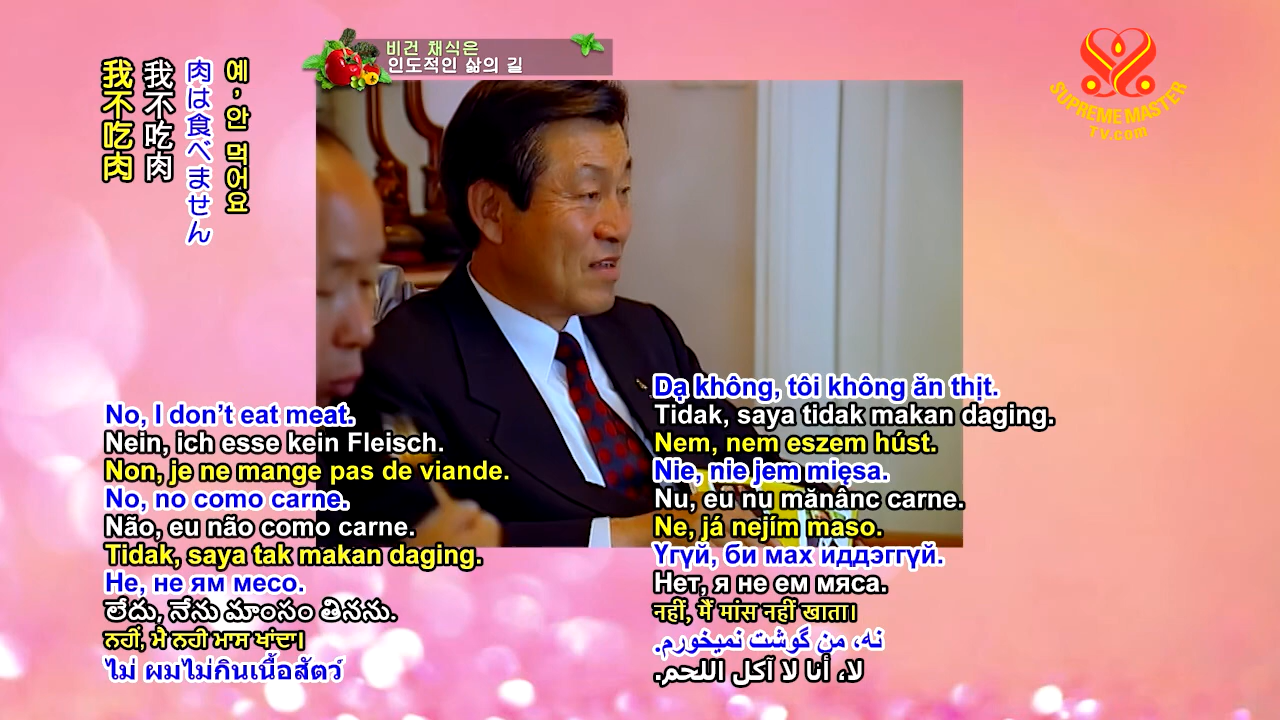 비건 채식은
인도적인 삶의 길
SUPREME MASTER
TV.com
我不吃肉
我不吃肉
肉は食べません
예, 안 먹어요
No, I don’t eat meat.
Nein, ich esse kein Fleisch.
Non, je ne mange pas de viande.
No, no como carne.
Não, eu não como carne.
Tidak, saya tak makan daging.
Не, не ям месо.
లేదు, నేను మాంసం తినను.
ਨਹੀਂ, ਮੈ ਨਹੀ ਮਾਸ ਖਾਂਦਾ।
ไม่ ผมไม่กินเนื้อสัตว์
Dạ không, tôi không ăn thịt.
Tidak, saya tidak makan daging.
Nem, nem eszem húst.
Nie, nie jem mięsa.
Nu, eu nu mănânc carne.
Ne, já nejím maso.
Үгүй, би мах иддэггүй.
Нет, я не ем мяса.
नहीं, मैं मांस नहीं खाता।
نه، من گوشت نمیخورم.
لا، أنا لا آكل اللحم.